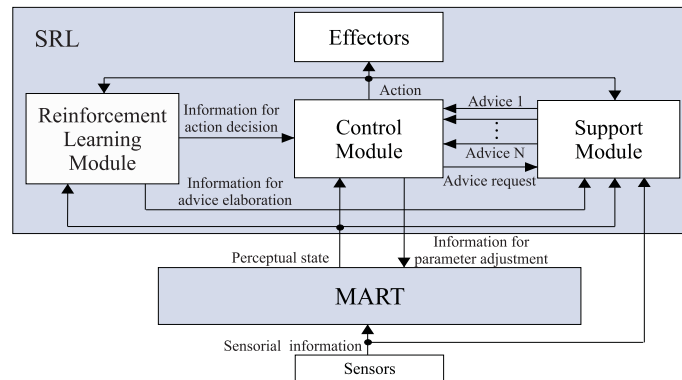 SRL
Effectors
Action
Reinforcement
Learning
Module
Information for
action decision
Control
Module
Advice 1
Advice N
Advice request
Support
Module
Information for
advice elaboration
Perceptual state
Information for
parameter adjustment
MART
Sensorial information
Sensors